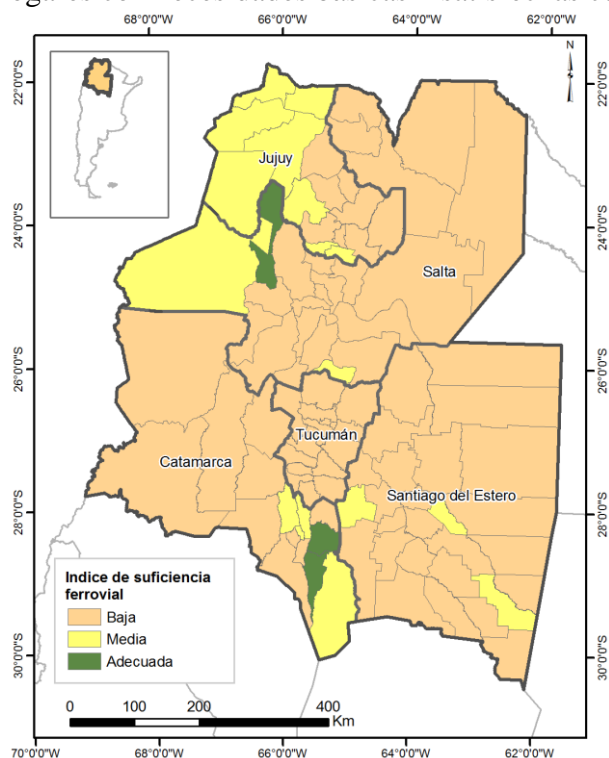 68°0'0"W 66°0'0"W 64°0'0"W 62°0'0"W
N
22°0'0"S 22°0'0"S
Jujuy
24°0'0"S 24°0'0"S
Salta
26°0'0"S 26°0'0"S
Tucumán
Catamarca
Santiago del Estero
28°0'0"S 28°0'0"S
Indice de suficiencia
ferrovial
Baja
Media
Adecuada
30°0'0"S 30°0'0"S
0 100 200 400
Km
70°0'0"W 68°0'0"W 66°0'0"W 64°0'0"W 62°0'0"W